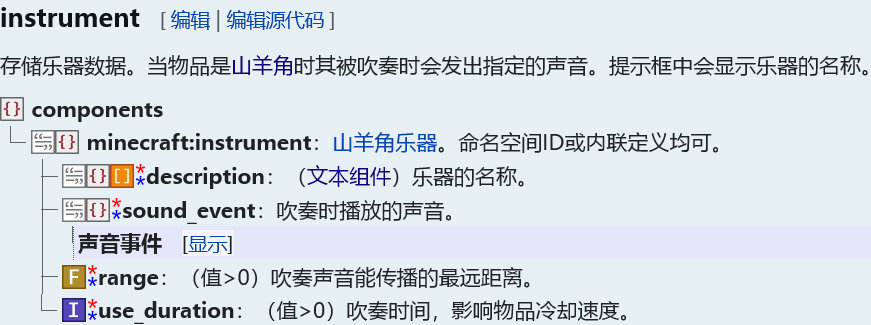 instrument [编辑 | 编辑源代码]
存储乐器数据。当物品是山羊角时其被吹奏时会发出指定的声音。提示框中会显示乐器的名称。
{} components
{} minecraft:instrument：山羊角乐器。命名空间ID或内联定义均可。
{} [] **description：（文本组件）乐器的名称。
{} **sound_event：吹奏时播放的声音。
声音事件 [显示]
F **range：（值>0）吹奏声音能传播的最远距离。
I **use_duration：（值>0）吹奏时间，影响物品冷却速度。